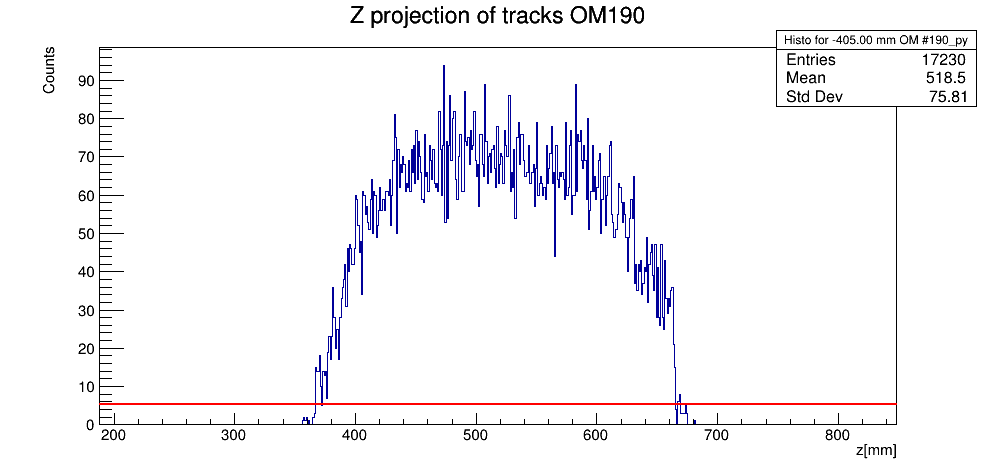 Z projection of tracks OM190
Histo for -405.00 mm OM #190_py
Entries 17230
Mean 518.5
Std Dev 75.81
Counts
90
80
70
60
50
40
30
20
10
0
200 300 400 500 600 700 800
z[mm]